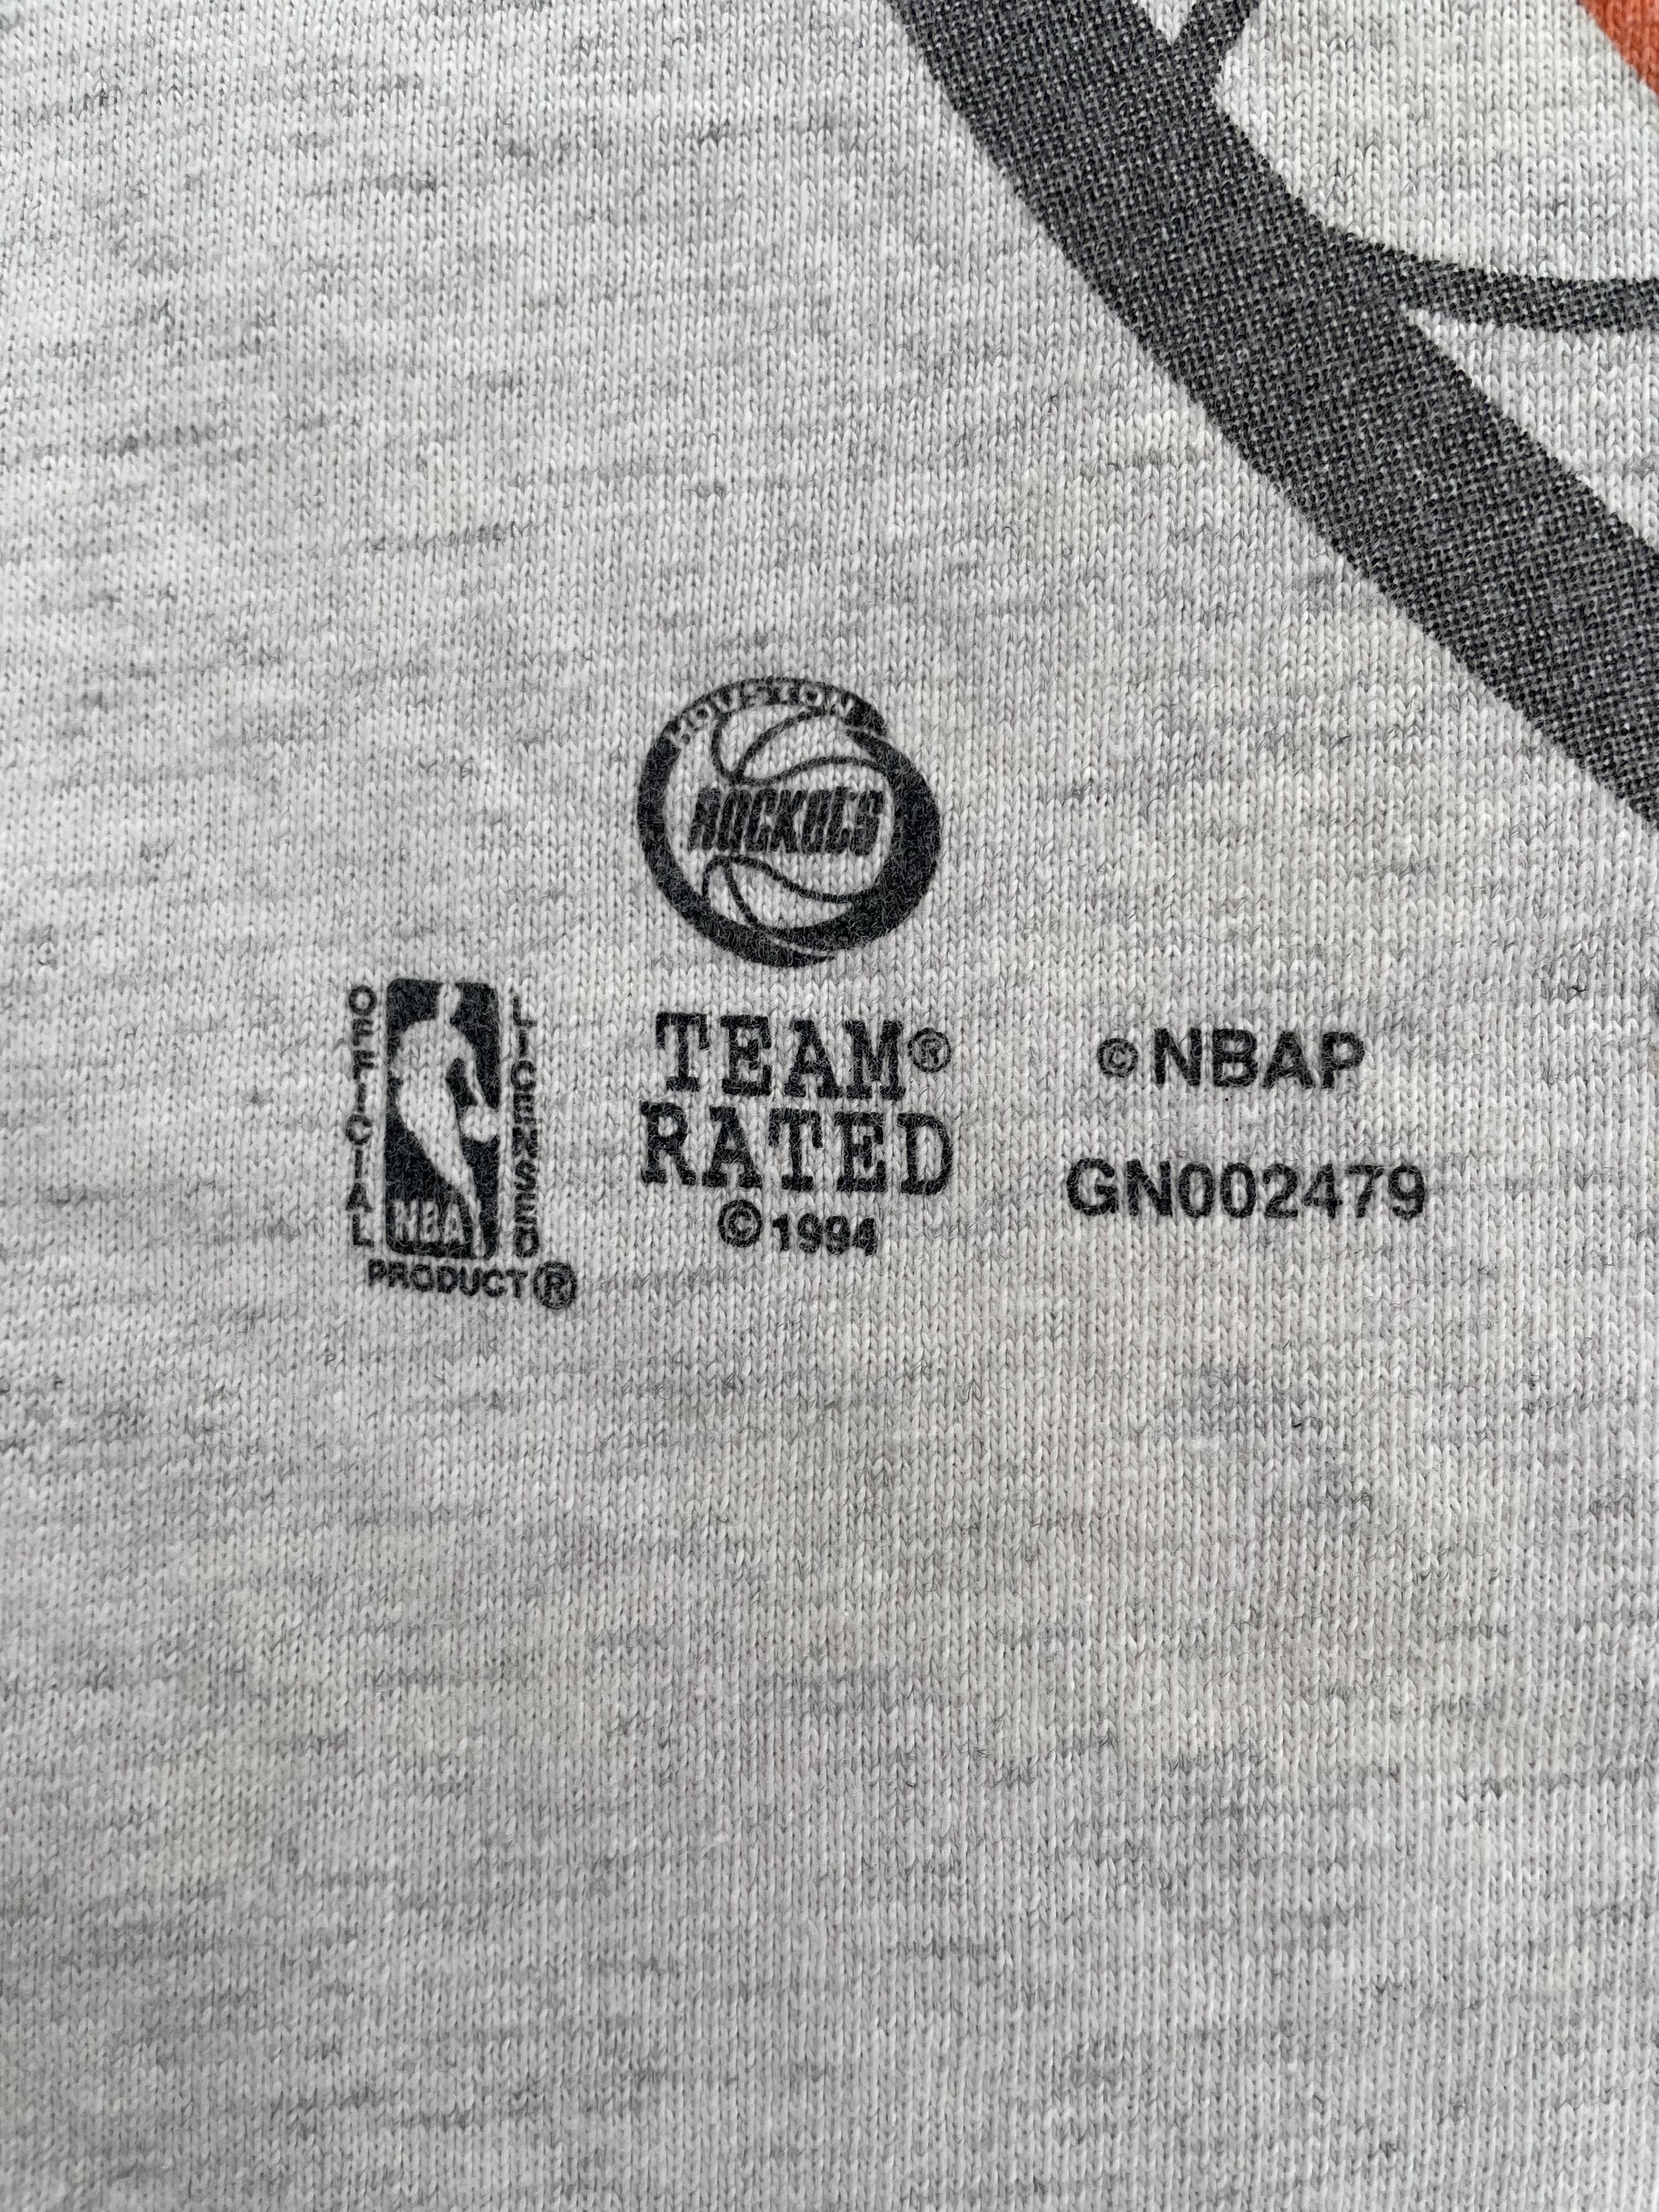 HOUSTON
ROCKETS
OFFICIAL
NBA
LICENSED
PRODUCT®
TEAM®
RATED
©1994
©NBAP
GN002479